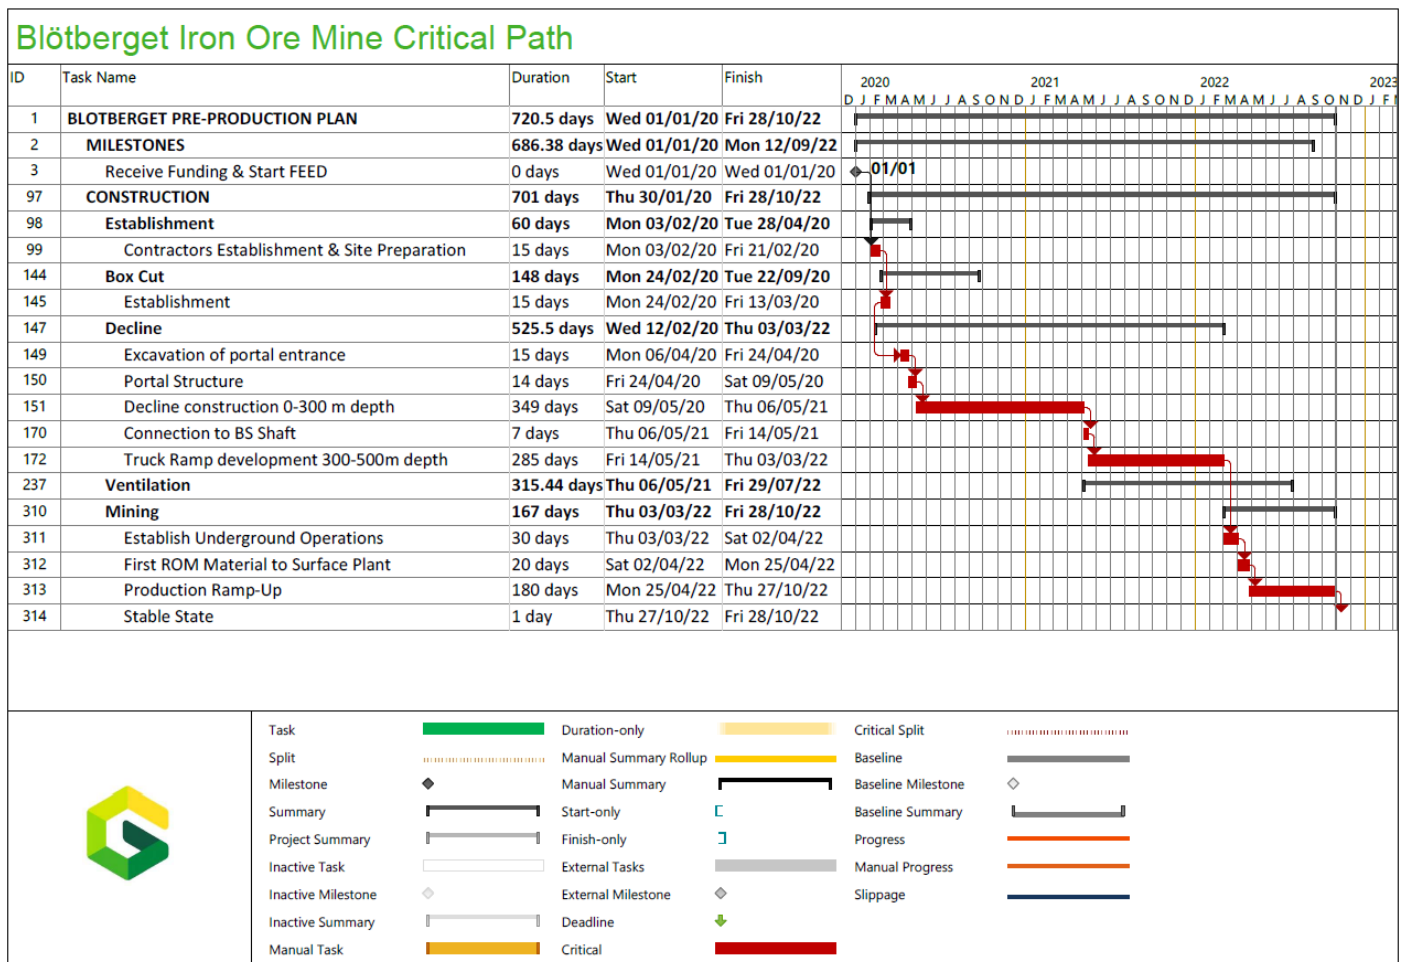 Blötberget Iron Ore Mine Critical Path
ID Task Name Duration Start Finish
2020 2021 2022 2023
D J F M A M J J A S O N D J F M A M J J A S O N D J F M A M J J A S O N D J F
1 BLOTBERGET PRE-PRODUCTION PLAN 720.5 days Wed 01/01/20 Fri 28/10/22
2 MILESTONES 686.38 days Wed 01/01/20 Mon 12/09/22
3 Receive Funding & Start FEED 0 days Wed 01/01/20 Wed 01/01/20 01/01
97 CONSTRUCTION 701 days Thu 30/01/20 Fri 28/10/22
98 Establishment 60 days Mon 03/02/20 Tue 28/04/20
99 Contractors Establishment & Site Preparation 15 days Mon 03/02/20 Fri 21/02/20
144 Box Cut 148 days Mon 24/02/20 Tue 22/09/20
145 Establishment 15 days Mon 24/02/20 Fri 13/03/20
147 Decline 525.5 days Wed 12/02/20 Thu 03/03/22
149 Excavation of portal entrance 15 days Mon 06/04/20 Fri 24/04/20
150 Portal Structure 14 days Fri 24/04/20 Sat 09/05/20
151 Decline construction 0-300 m depth 349 days Sat 09/05/20 Thu 06/05/21
170 Connection to BS Shaft 7 days Thu 06/05/21 Fri 14/05/21
172 Truck Ramp development 300-500m depth 285 days Fri 14/05/21 Thu 03/03/22
237 Ventilation 315.44 days Thu 06/05/21 Fri 29/07/22
310 Mining 167 days Thu 03/03/22 Fri 28/10/22
311 Establish Underground Operations 30 days Thu 03/03/22 Sat 02/04/22
312 First ROM Material to Surface Plant 20 days Sat 02/04/22 Mon 25/04/22
313 Production Ramp-Up 180 days Mon 25/04/22 Thu 27/10/22
314 Stable State 1 day Thu 27/10/22 Fri 28/10/22
Task Duration-only Critical Split
Split Manual Summary Rollup Baseline
Milestone Manual Summary Baseline Milestone
Summary Start-only Baseline Summary
Project Summary Finish-only Progress
Inactive Task External Tasks Manual Progress
Inactive Milestone External Milestone Slippage
Inactive Summary Deadline
Manual Task Critical